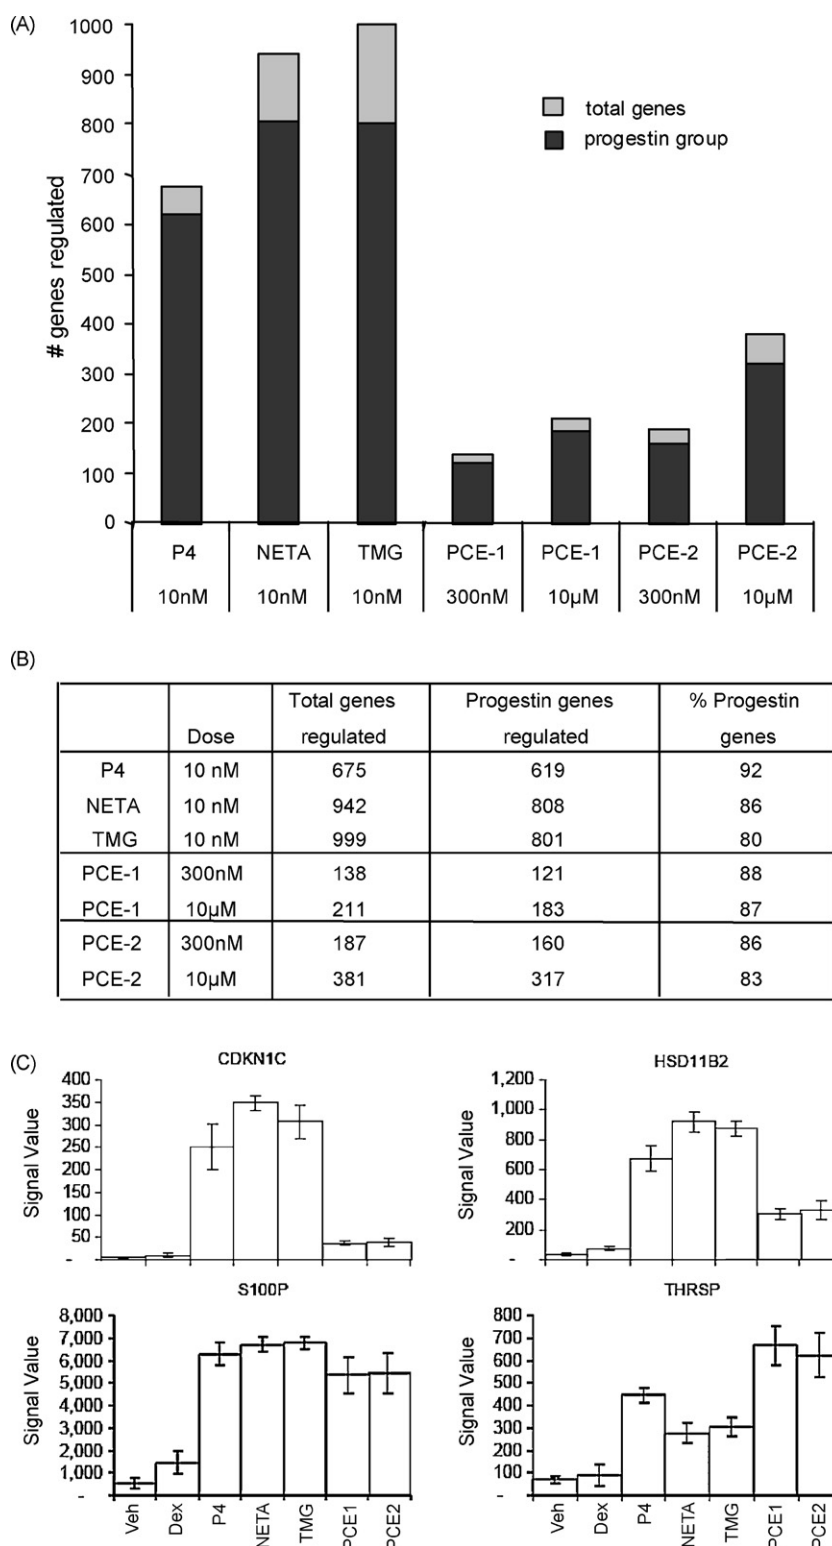 (A)
1000
900
800
700
600
500
400
300
200
100
0
# genes regulated
total genes
progestin group
P4 NETA TMG PCE-1 PCE-1 PCE-2 PCE-2
10nM 10nM 10nM 300nM 10µM 300nM 10µM
(B)
Total genes Progestin genes % Progestin
Dose regulated regulated genes
P4 10 nM 675 619 92
NETA 10 nM 942 808 86
TMG 10 nM 999 801 80
PCE-1 300nM 138 121 88
PCE-1 10µM 211 183 87
PCE-2 300nM 187 160 86
PCE-2 10µM 381 317 83
(C)
CDKN1C
400
350
300
250
200
150
100
50
-
Signal Value
HSD11B2
1,200
1,000
800
600
400
200
-
Signal Value
S100P
8,000
7,000
6,000
5,000
4,000
3,000
2,000
1,000
-
Signal Value
Veh Dex P4 NETA TMG PCE1 PCE2
THRSP
800
700
600
500
400
300
200
100
-
Signal Value
Veh Dex P4 NETA TMG PCE1 PCE2